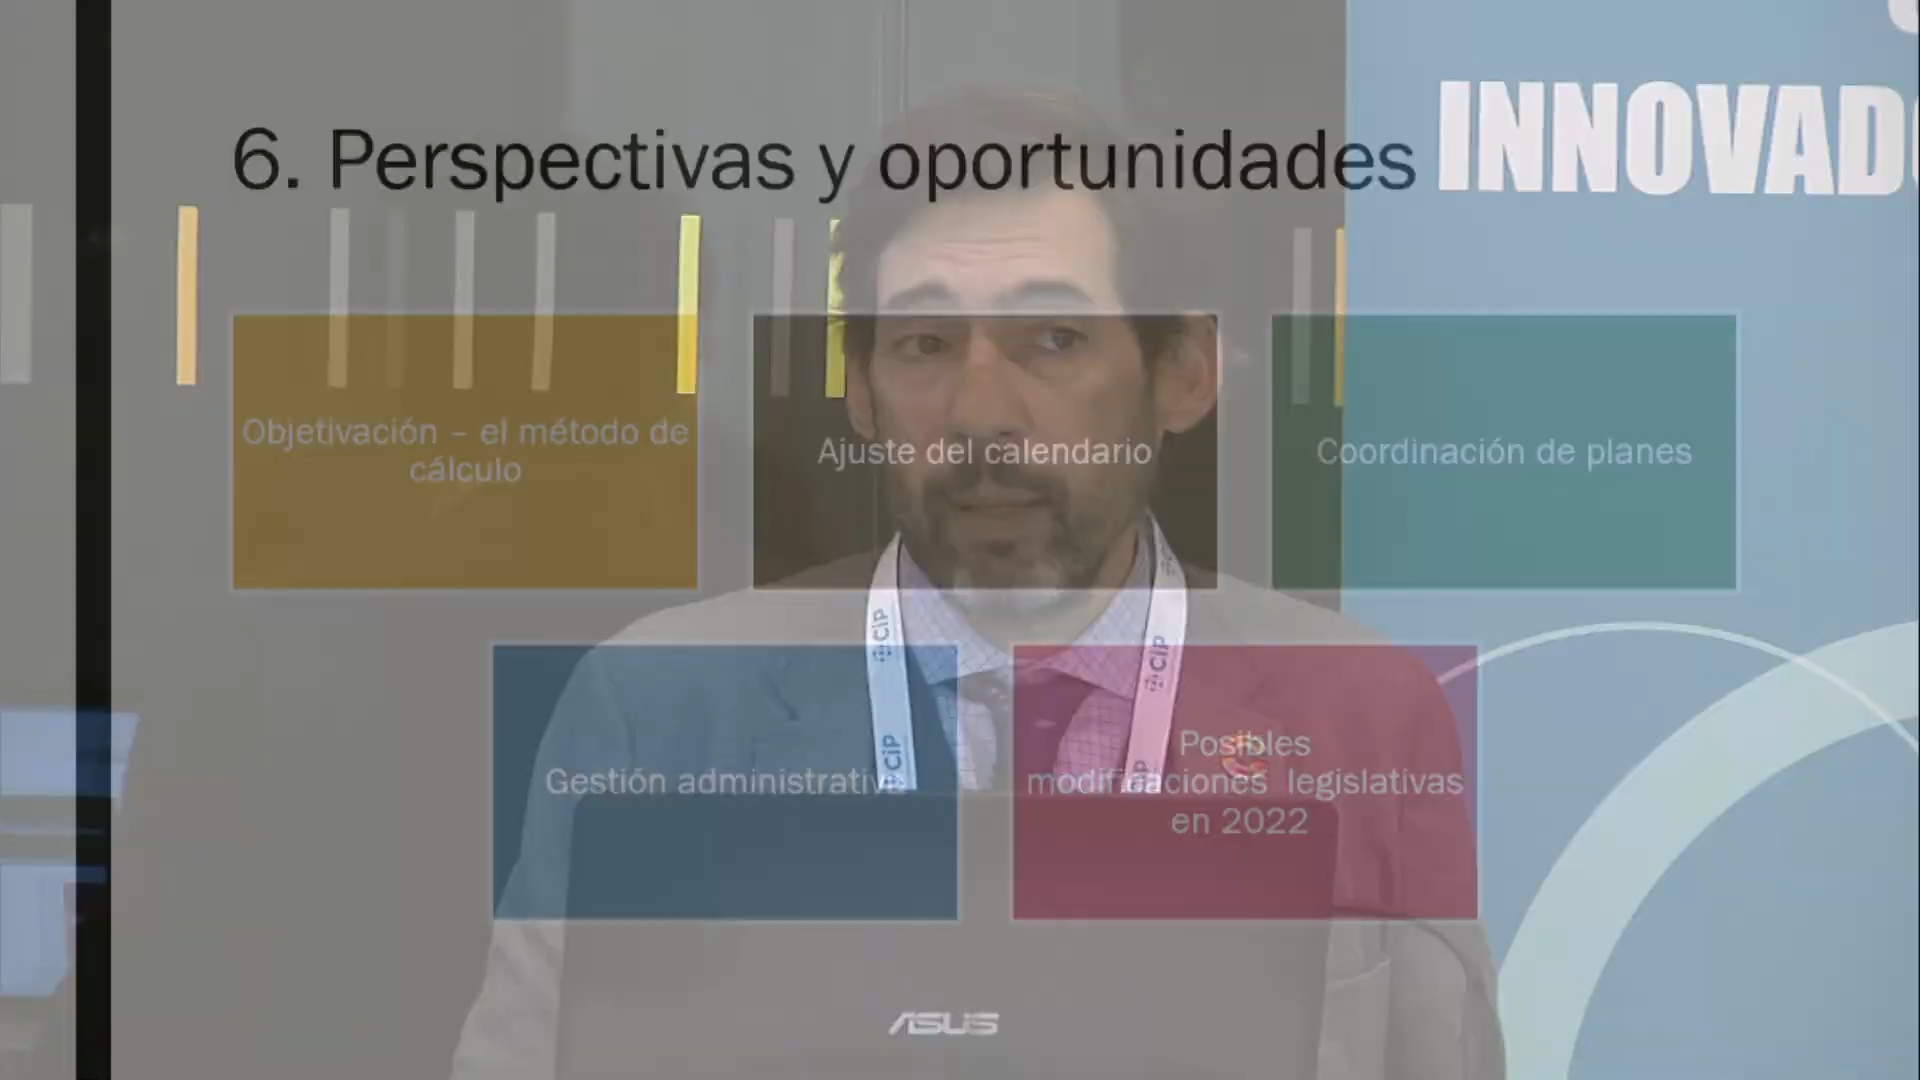 6. Perspectivas y oportunidades
INNOVAD
Objetivación – el método de
cálculo
Ajuste del calendario
Coordinación de planes
Gestión administrativa
Posibles
modificaciones legislativas
en 2022
CiP
CiP
CiP
CiP
ASUS